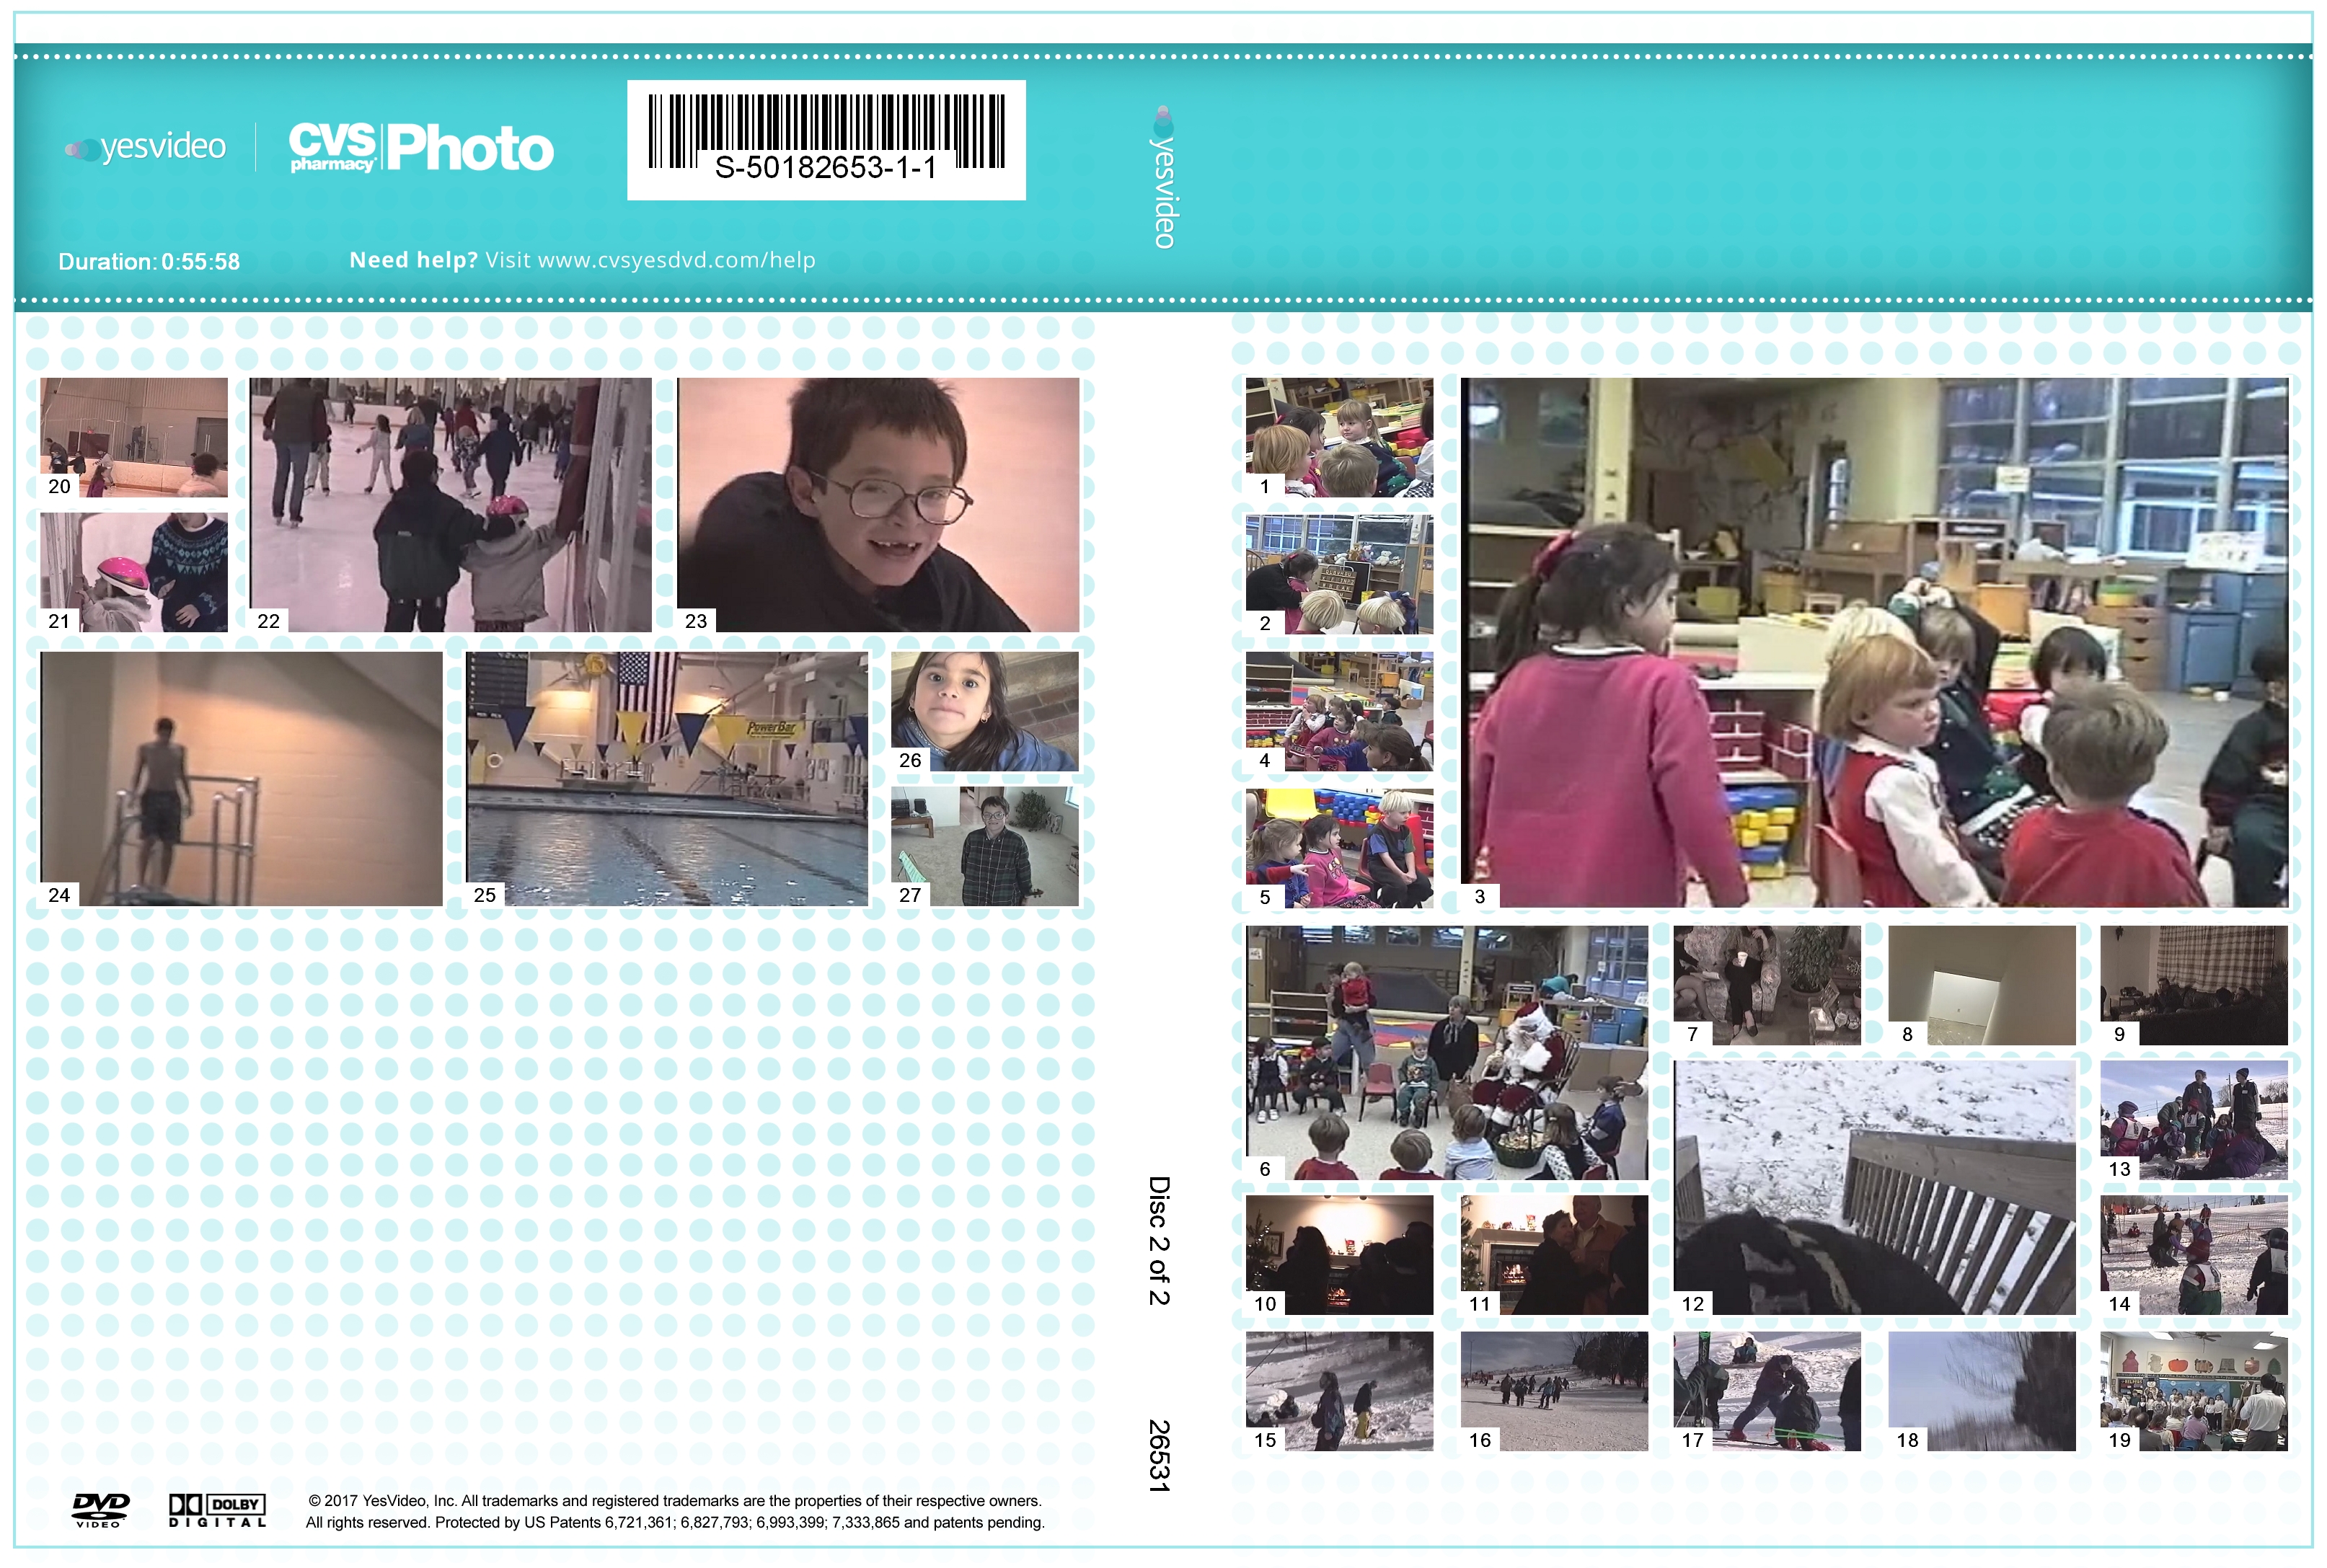 yesvideo
CVS pharmacy | Photo
S-50182653-1-1
Duration: 0:55:58
Need help? Visit www.cvsyesdvd.com/help
20
21
22
23
24
25
PowerBar
26
27
DVD VIDEO
DOLBY DIGITAL
© 2017 YesVideo, Inc. All trademarks and registered trademarks are the properties of their respective owners.
All rights reserved. Protected by US Patents 6,721,361; 6,827,793; 6,993,399; 7,333,865 and patents pending.
yesvideo
Disc 2 of 2
26531
1
2
3
4
5
6
7
8
9
10
11
12
13
14
15
16
17
18
19